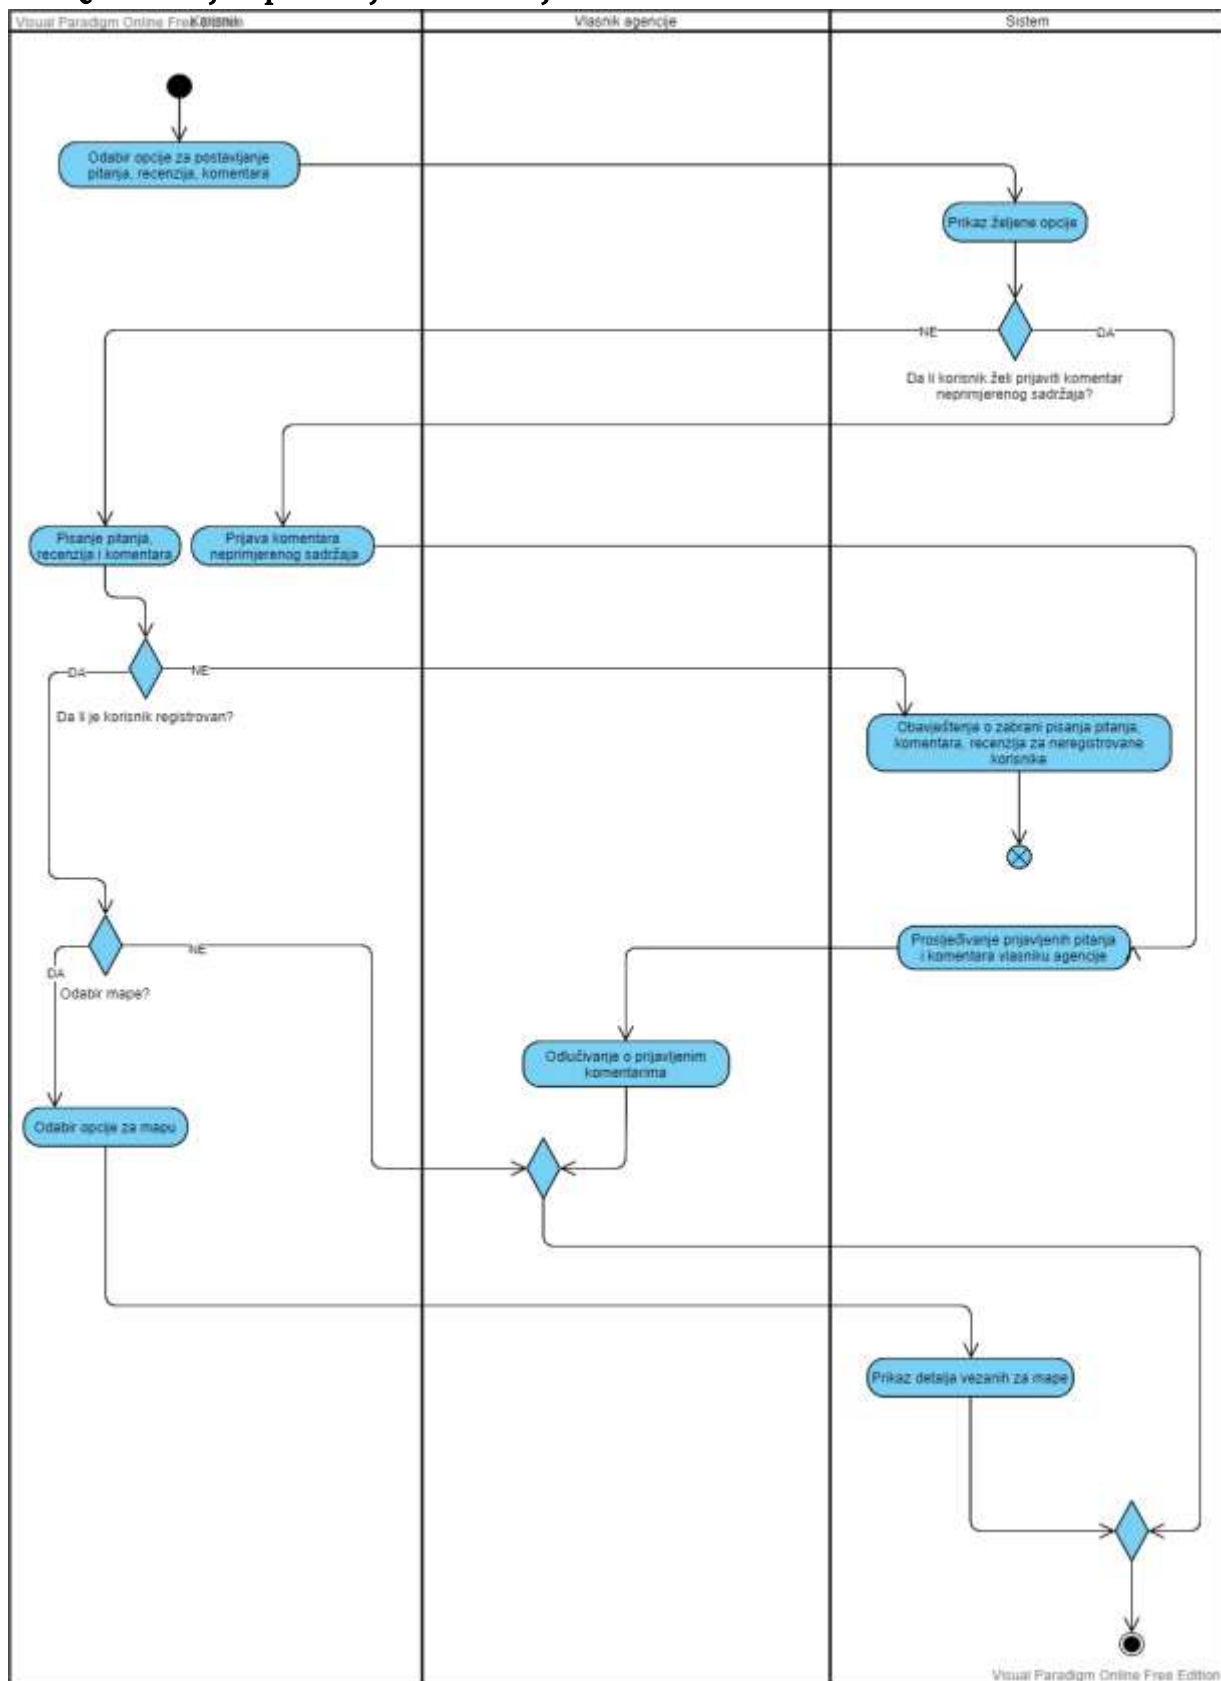 Visual Paradigm Online Free Edition
Korisnik
Vlasnik agencije
Sistem
Odabir opcije za postavljanje
pitanja, recenzija, komentara
Prikaz željene opcije
NE
DA
Da li korisnik želi prijaviti komentar
neprimjerenog sadržaja?
Pisanje pitanja,
recenzija i komentara
Prijava komentara
neprimjerenog sadržaja
DA
NE
Da li je korisnik registrovan?
Obavještenje o zabrani pisanja pitanja,
komentara, recenzija za neregistrovane
korisnika
Prosljeđivanje prijavljenih pitanja
i komentara vlasniku agencije
NE
DA
Odabir mape?
Odlučivanje o prijavljenim
komentarima
Odabir opcije za mapu
Prikaz detalja vezanih za mape
Visual Paradigm Online Free Edition